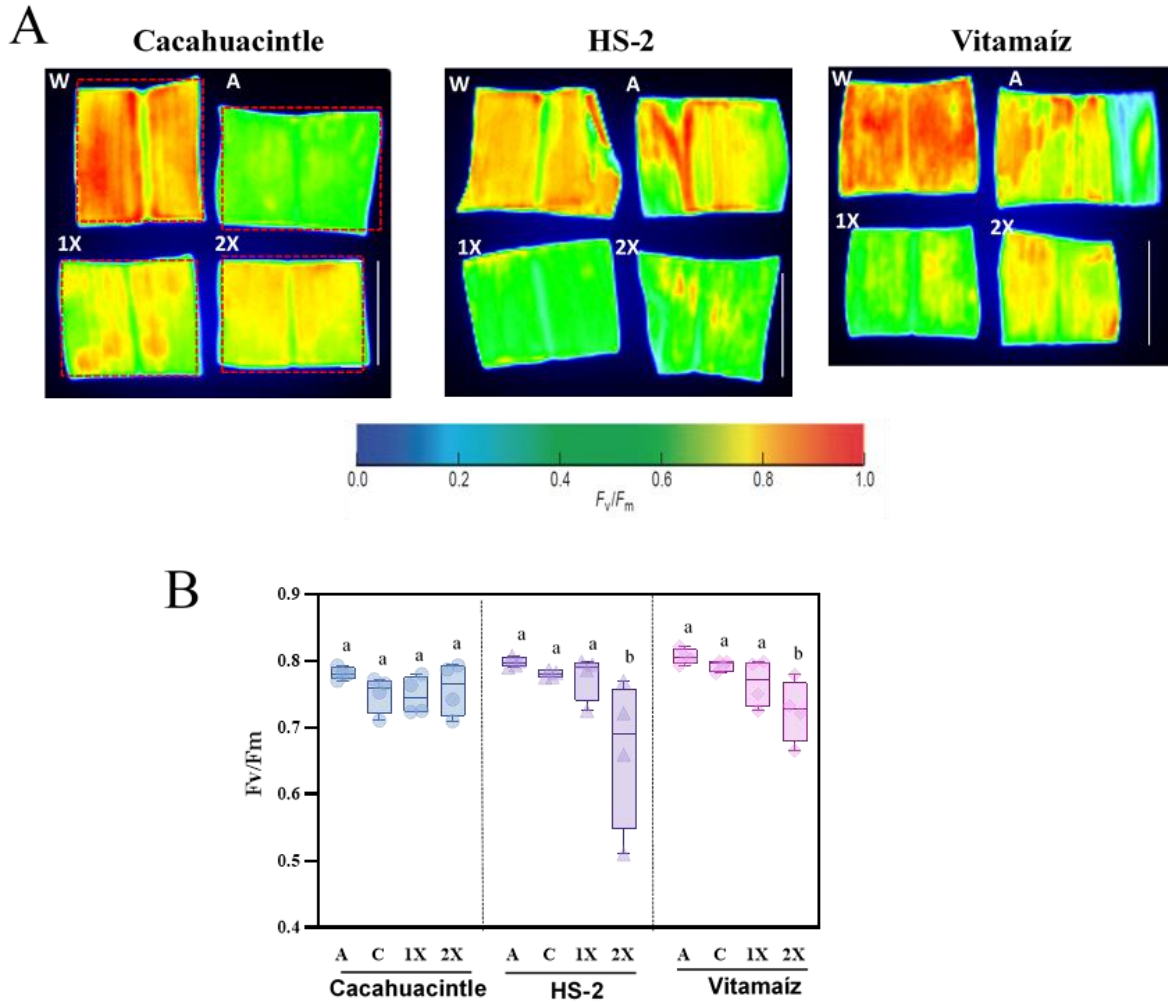 A
Cacahuacintle HS-2 Vitamaíz
W A W A W A
1X 2X 1X 2X 1X 2X
0.0 0.2 0.4 0.6 0.8 1.0
Fv/Fm
B
0.9
a a a a a a a b a a a b
0.8
0.7
Fv/Fm
0.6
0.5
0.4
A C 1X 2X A C 1X 2X A C 1X 2X
Cacahuacintle HS-2 Vitamaíz